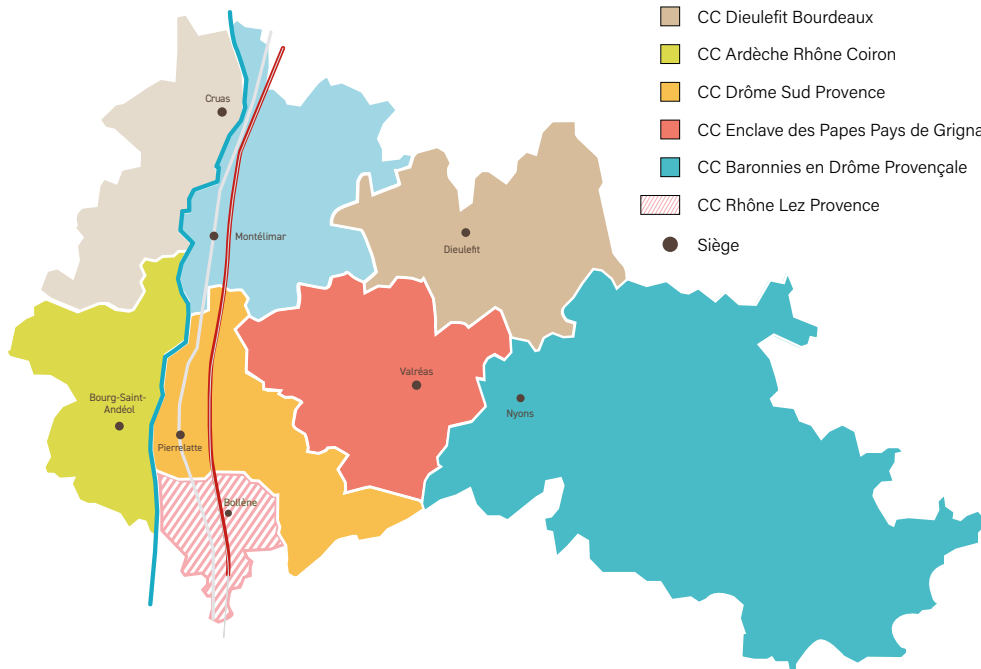 CC Dieulefit Bourdeaux
CC Ardèche Rhône Coiron
CC Drôme Sud Provence
CC Enclave des Papes Pays de Grigna
CC Baronnies en Drôme Provençale
CC Rhône Lez Provence
Siège
Cruas
Montélimar
Dieulefit
Valréas
Nyons
Bourg-Saint-
Andéol
Pierrelatte
Bollène